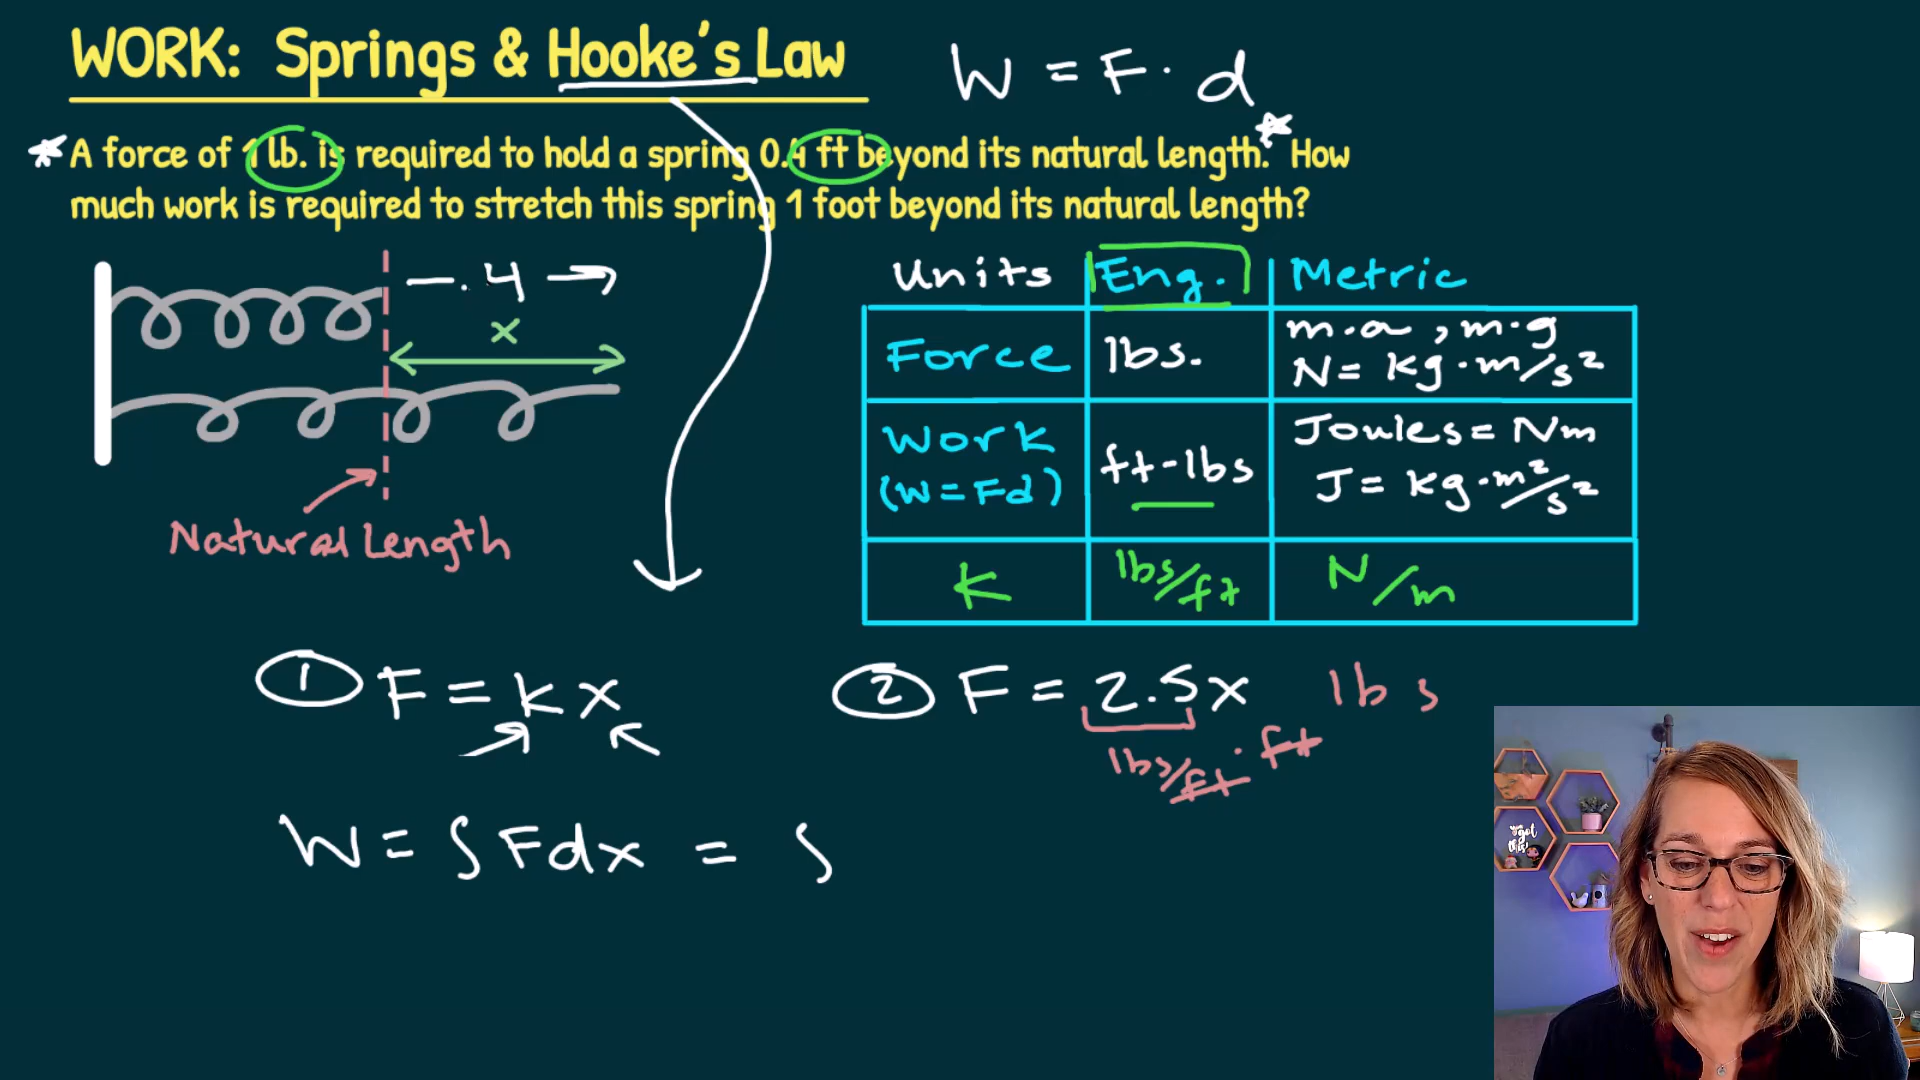 WORK: Springs & Hooke's Law
W = F · d
* A force of 1 lb. is required to hold a spring 0.4 ft beyond its natural length.* How
much work is required to stretch this spring 1 foot beyond its natural length?
.4
x
Natural Length
Units Eng. Metric
Force lbs. m·a, m·g
N = kg·m/s²
Work ft-lbs Joules = Nm
(W = Fd) J = kg·m²/s²
K lbs/ft N/m
① F = kx
② F = 2.5x lbs
lbs/ft · ft
W = ∫ F dx = ∫
you got this!